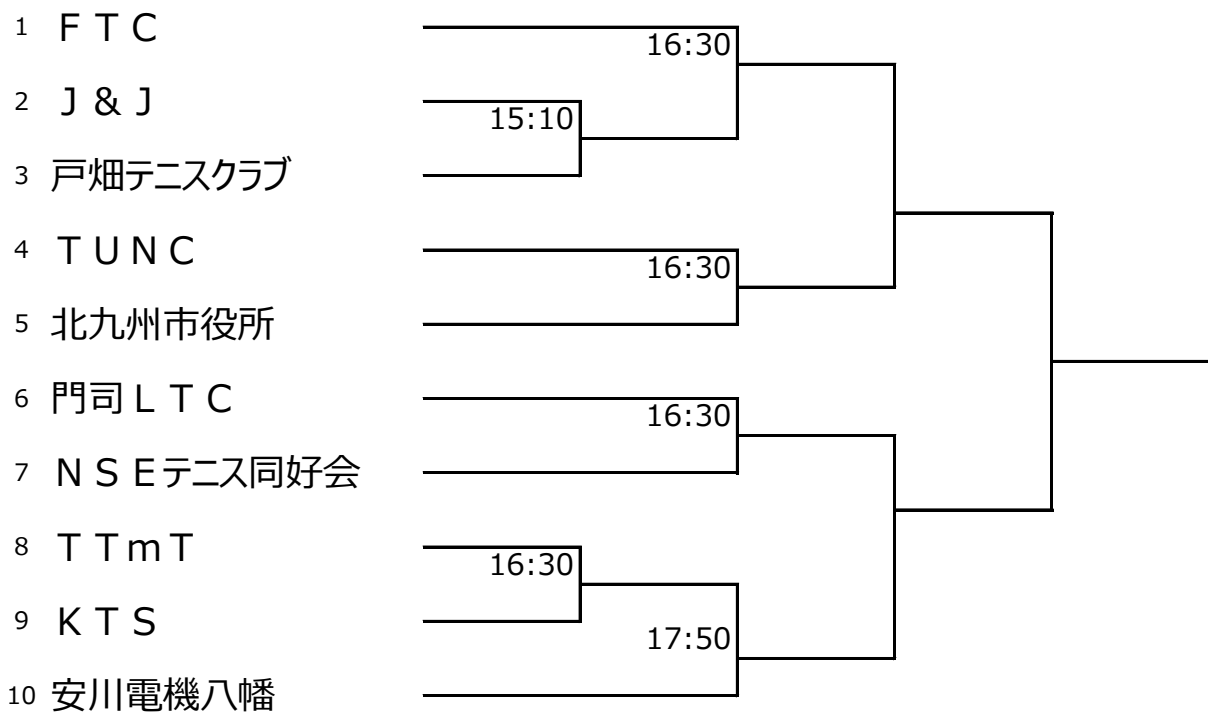 1 ＦＴＣ
16:30
2 Ｊ＆Ｊ
15:10
3 戸畑テニスクラブ
4 ＴＵＮＣ
16:30
5 北九州市役所
6 門司ＬＴＣ
16:30
7 ＮＳＥテニス同好会
8 ＴＴｍＴ
16:30
9 ＫＴＳ
17:50
10 安川電機八幡